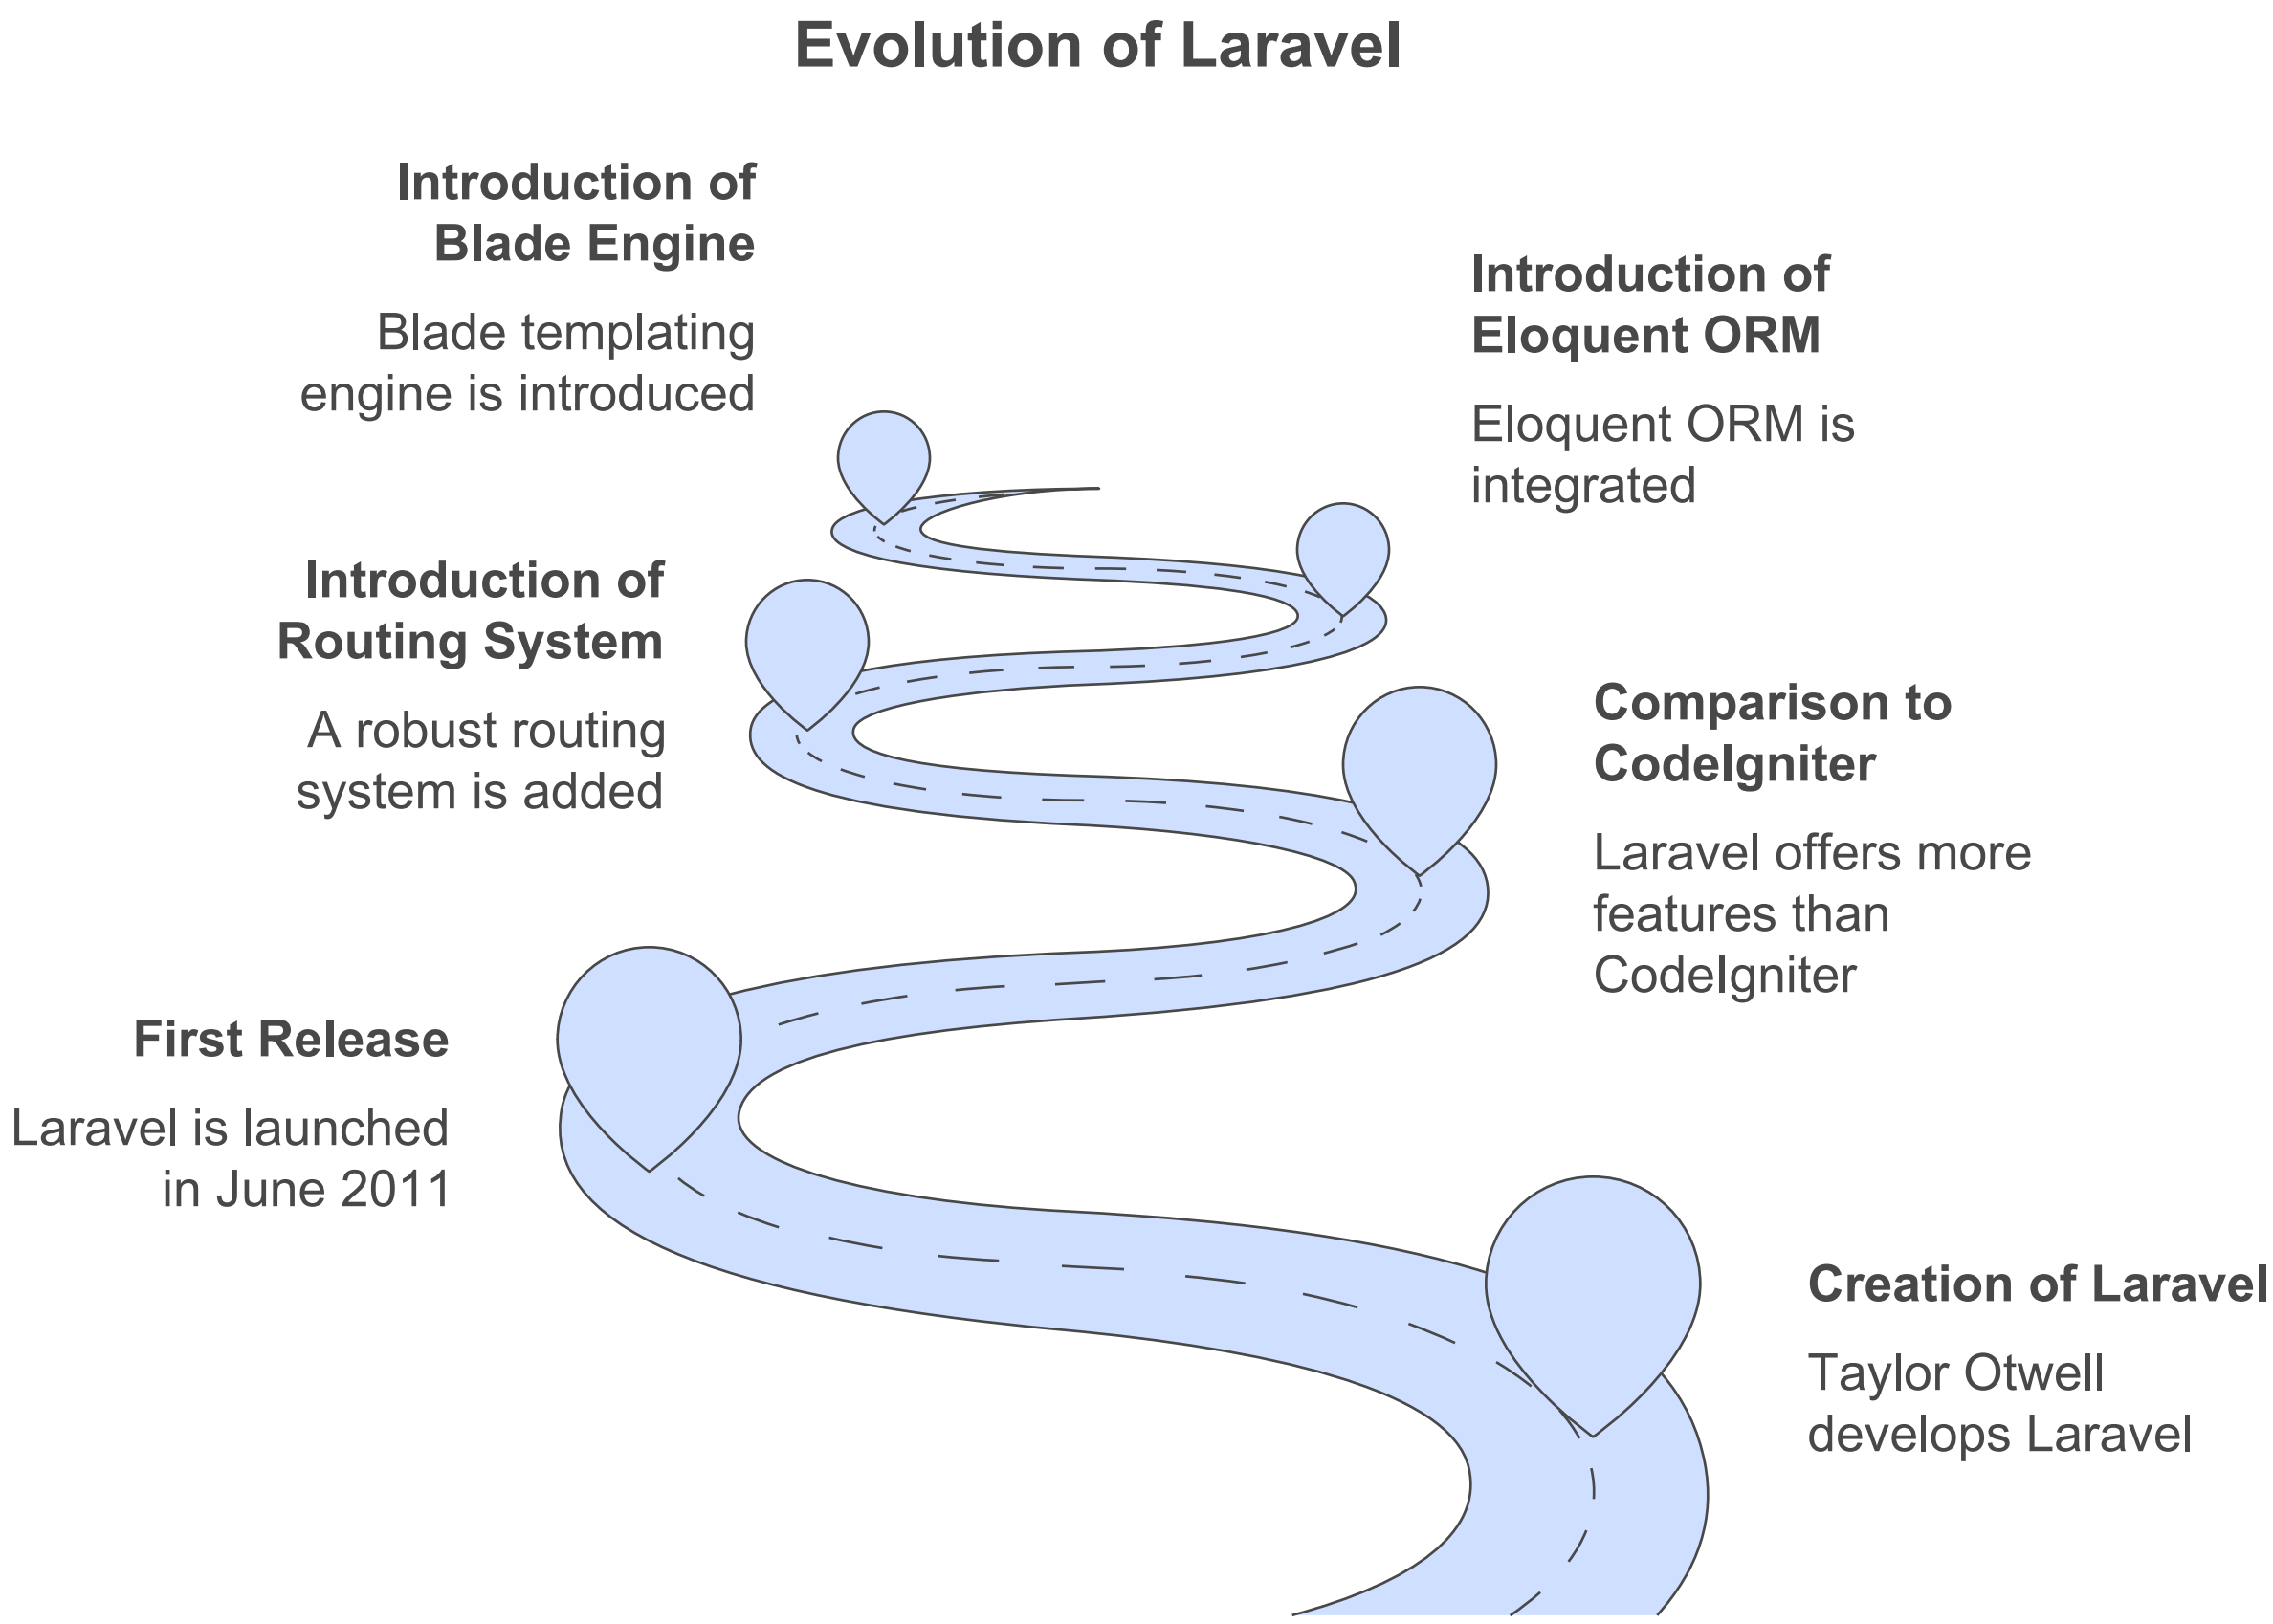 Evolution of Laravel
Introduction of
Blade Engine
Blade templating
engine is introduced
Introduction of
Eloquent ORM
Eloquent ORM is
integrated
Introduction of
Routing System
A robust routing
system is added
Comparison to
CodeIgniter
Laravel offers more
features than
CodeIgniter
First Release
Laravel is launched
in June 2011
Creation of Laravel
Taylor Otwell
develops Laravel